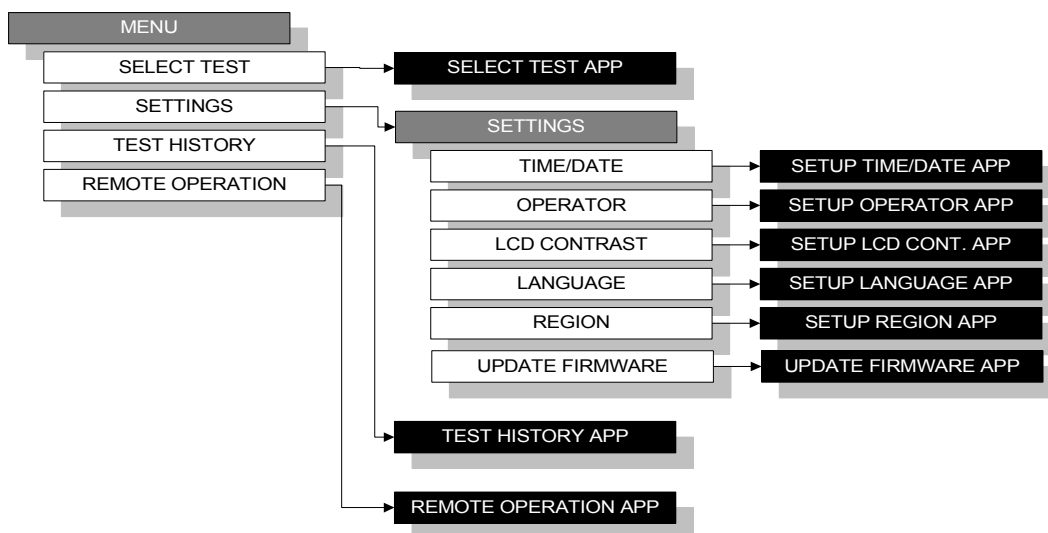 MENU
SELECT TEST
SELECT TEST APP
SETTINGS
SETTINGS
TEST HISTORY
TIME/DATE
SETUP TIME/DATE APP
REMOTE OPERATION
OPERATOR
SETUP OPERATOR APP
LCD CONTRAST
SETUP LCD CONT. APP
LANGUAGE
SETUP LANGUAGE APP
REGION
SETUP REGION APP
UPDATE FIRMWARE
UPDATE FIRMWARE APP
TEST HISTORY APP
REMOTE OPERATION APP